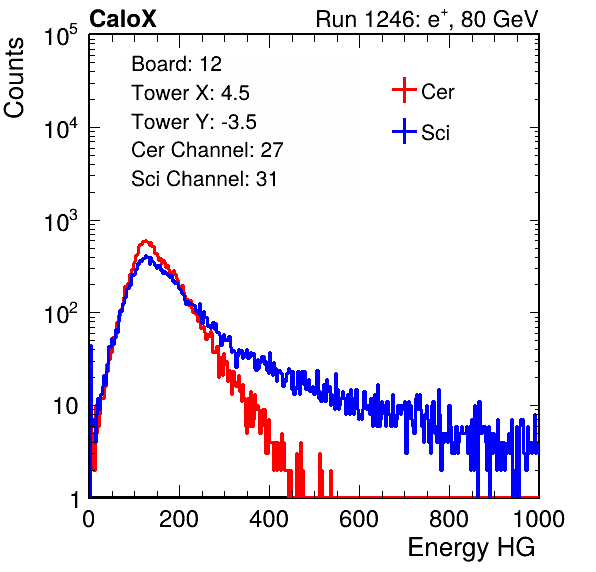 CaloX Run 1246: e⁺, 80 GeV
Counts
Board: 12
Tower X: 4.5
Tower Y: -3.5
Cer Channel: 27
Sci Channel: 31
Cer
Sci
10⁵
10⁴
10³
10²
10
1
0 200 400 600 800 1000
Energy HG